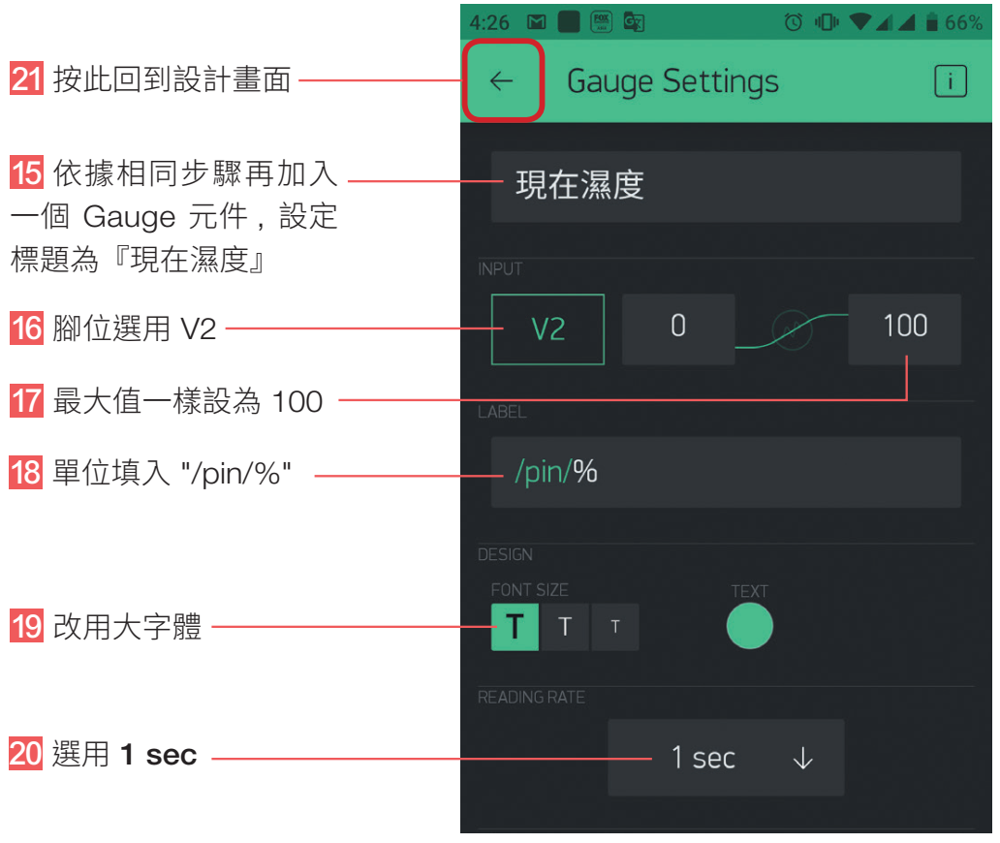 21 按此回到設計畫面
15 依據相同步驟再加入
一個 Gauge 元件, 設定
標題為『現在濕度』
16 腳位選用 V2
17 最大值一樣設為 100
18 單位填入 "/pin/%"
19 改用大字體
20 選用 1 sec
4:26 66%
← Gauge Settings i
現在濕度
INPUT
V2 0 100
LABEL
/pin/%
DESIGN
FONT SIZE TEXT
T T T
READING RATE
1 sec ↓